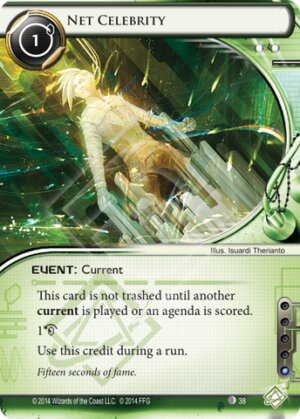 1
NET CELEBRITY
Illus. Isuardi Therianto
EVENT: Current
This card is not trashed until another
current is played or an agenda is scored.
1
Use this credit during a run.
Fifteen seconds of fame.
© 2014 Wizards of the Coast LLC. © 2014 FFG
38